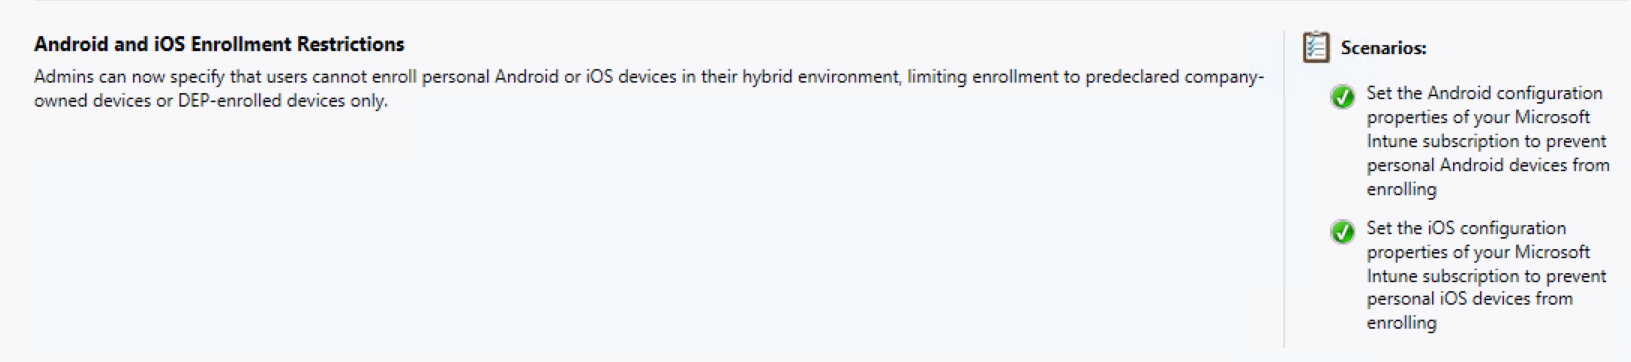 Android and iOS Enrollment Restrictions
Admins can now specify that users cannot enroll personal Android or iOS devices in their hybrid environment, limiting enrollment to predeclared company-
owned devices or DEP-enrolled devices only.
Scenarios:
Set the Android configuration
properties of your Microsoft
Intune subscription to prevent
personal Android devices from
enrolling
Set the iOS configuration
properties of your Microsoft
Intune subscription to prevent
personal iOS devices from
enrolling